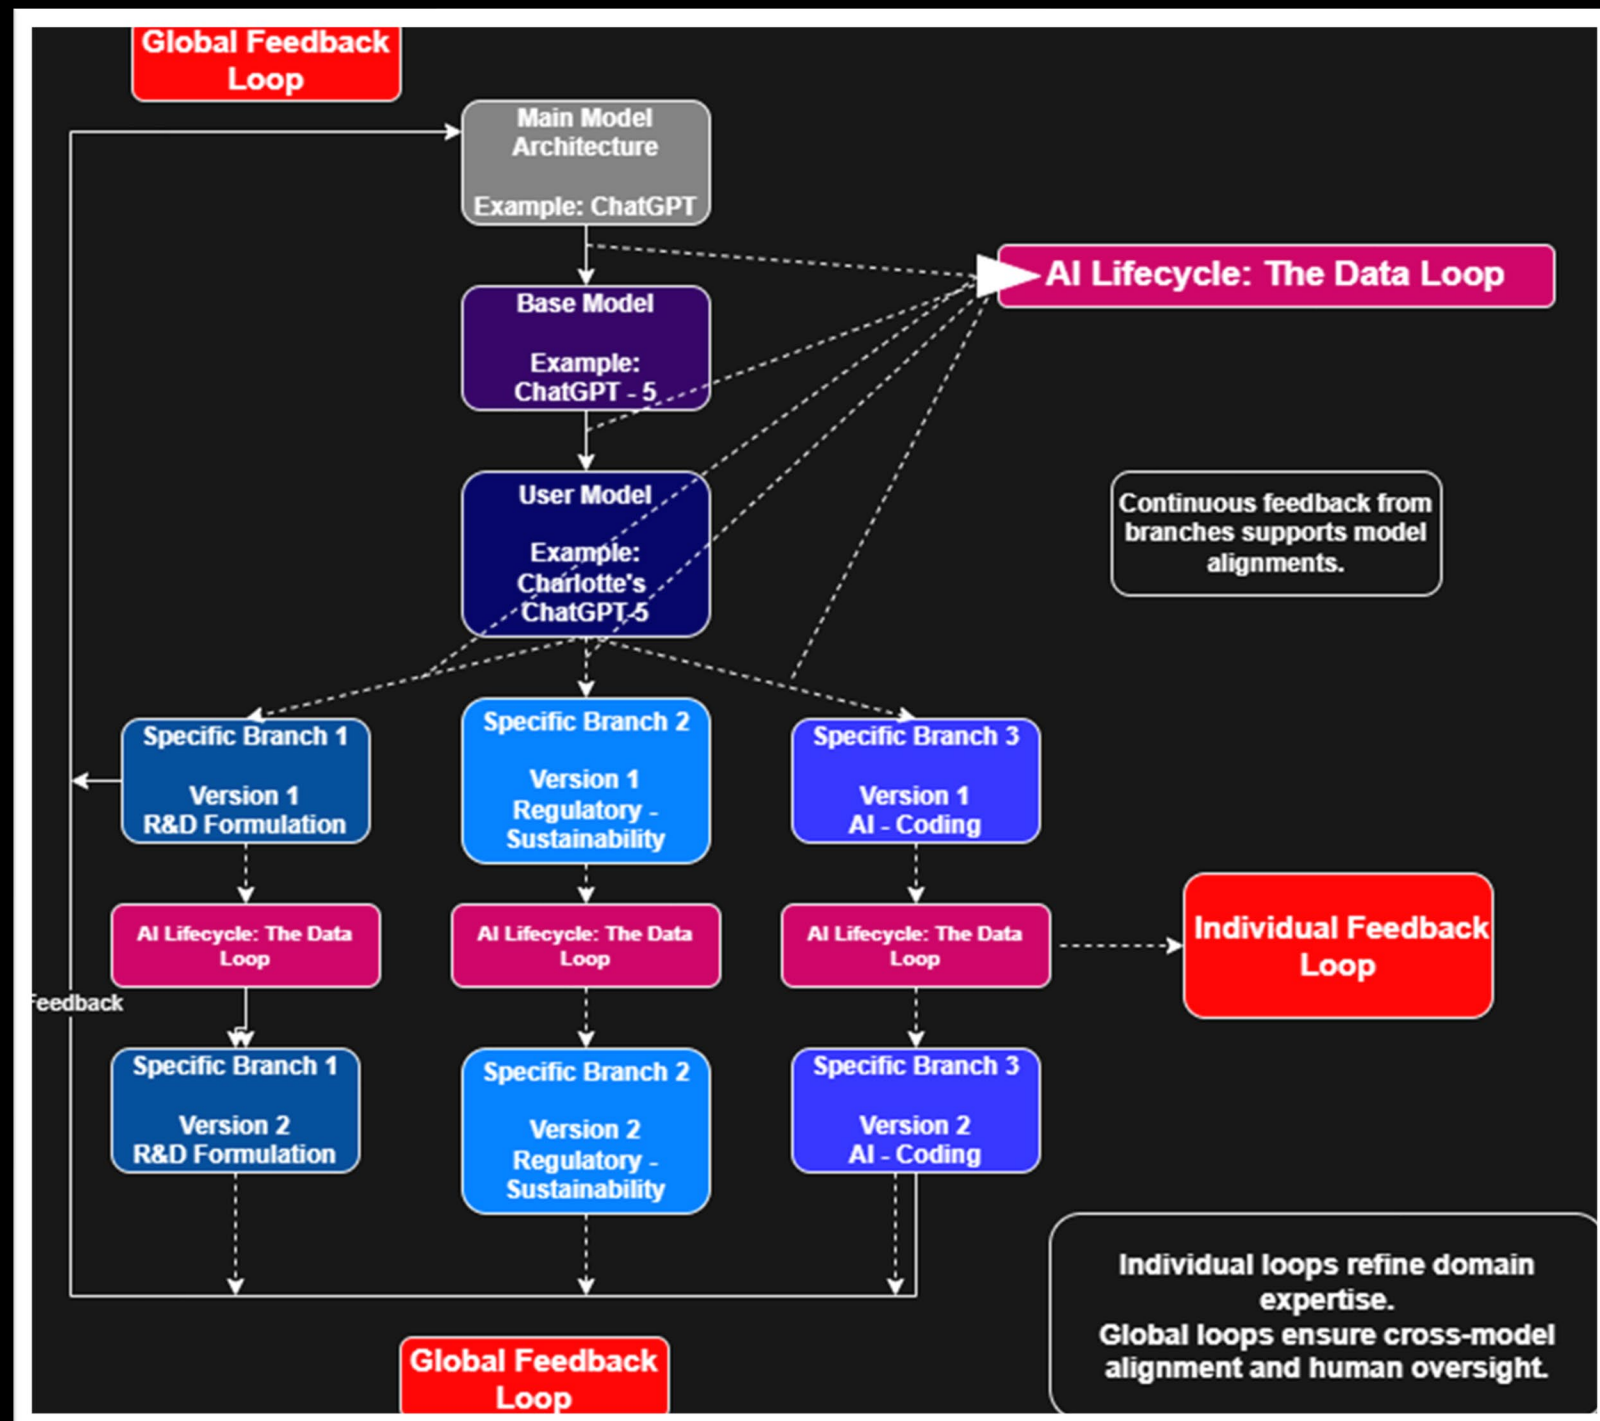 Global Feedback
Loop
Main Model
Architecture
Example: ChatGPT
AI Lifecycle: The Data Loop
Base Model
Example:
ChatGPT - 5
User Model
Example:
Charlotte's
ChatGPT-5
Continuous feedback from
branches supports model
alignments.
Specific Branch 1
Version 1
R&D Formulation
Specific Branch 2
Version 1
Regulatory -
Sustainability
Specific Branch 3
Version 1
AI - Coding
AI Lifecycle: The Data
Loop
AI Lifecycle: The Data
Loop
AI Lifecycle: The Data
Loop
Individual Feedback
Loop
Feedback
Specific Branch 1
Version 2
R&D Formulation
Specific Branch 2
Version 2
Regulatory -
Sustainability
Specific Branch 3
Version 2
AI - Coding
Individual loops refine domain
expertise.
Global loops ensure cross-model
alignment and human oversight.
Global Feedback
Loop